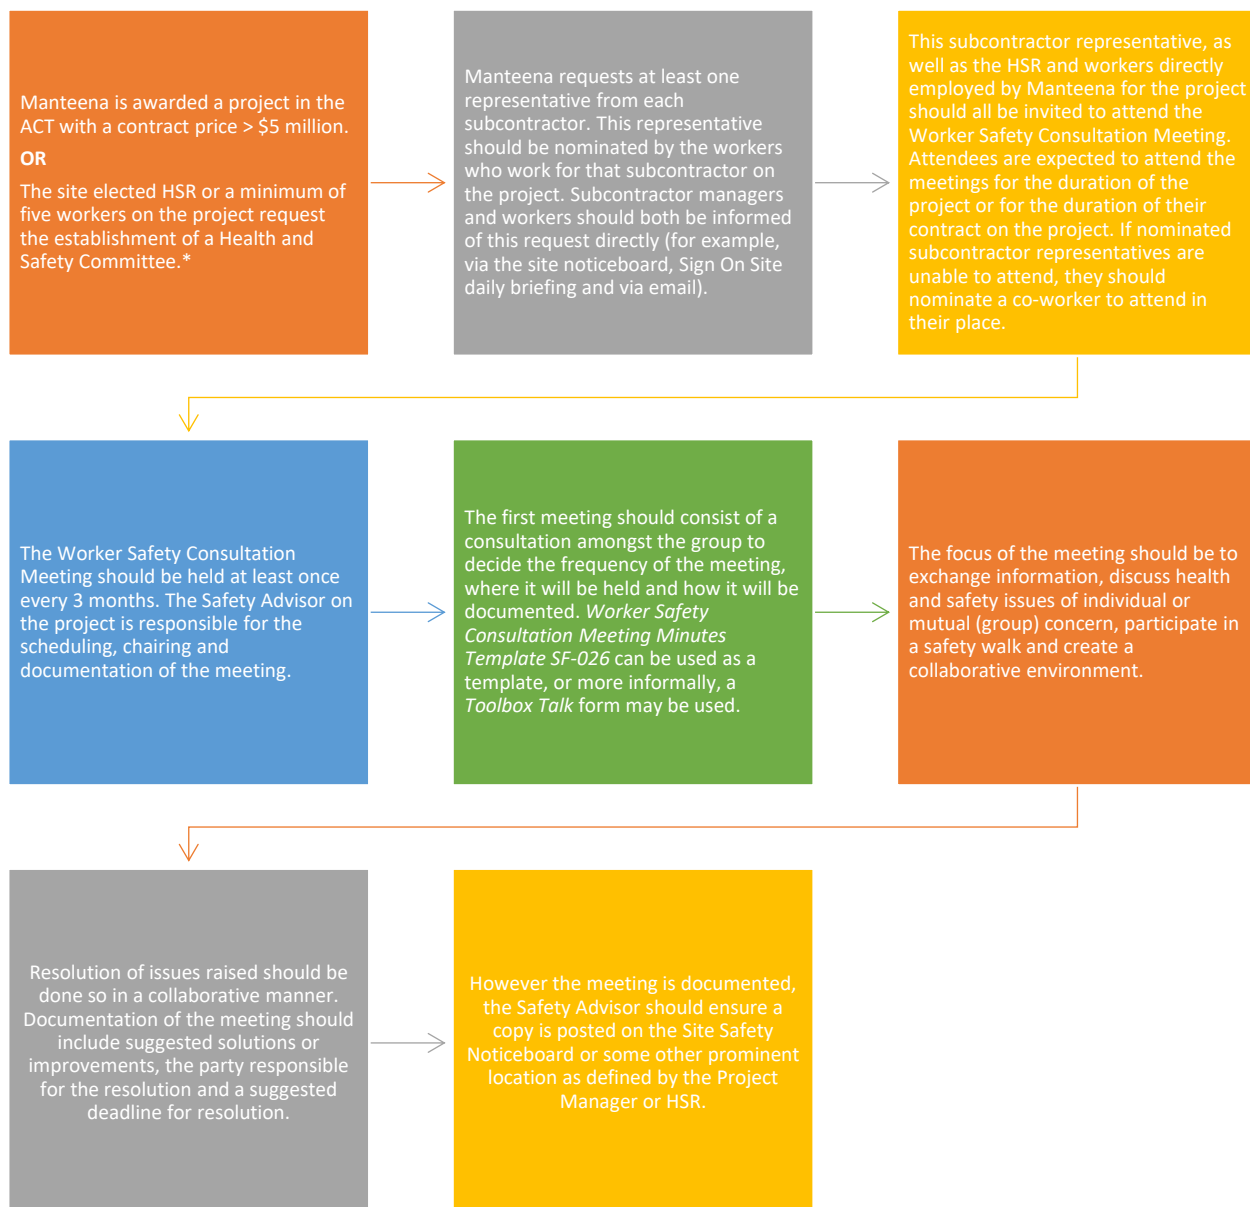 Manteena is awarded a project in the
ACT with a contract price > $5 million.
OR
The site elected HSR or a minimum of
five workers on the project request
the establishment of a Health and
Safety Committee.*
Manteena requests at least one
representative from each
subcontractor. This representative
should be nominated by the workers
who work for that subcontractor on
the project. Subcontractor managers
and workers should both be informed
of this request directly (for example,
via the site noticeboard, Sign On Site
daily briefing and via email).
This subcontractor representative, as
well as the HSR and workers directly
employed by Manteena for the project
should all be invited to attend the
Worker Safety Consultation Meeting.
Attendees are expected to attend the
meetings for the duration of the
project or for the duration of their
contract on the project. If nominated
subcontractor representatives are
unable to attend, they should
nominate a co-worker to attend in
their place.
The Worker Safety Consultation
Meeting should be held at least once
every 3 months. The Safety Advisor on
the project is responsible for the
scheduling, chairing and
documentation of the meeting.
The first meeting should consist of a
consultation amongst the group to
decide the frequency of the meeting,
where it will be held and how it will be
documented. Worker Safety
Consultation Meeting Minutes
Template SF-026 can be used as a
template, or more informally, a
Toolbox Talk form may be used.
The focus of the meeting should be to
exchange information, discuss health
and safety issues of individual or
mutual (group) concern, participate in
a safety walk and create a
collaborative environment.
Resolution of issues raised should be
done so in a collaborative manner.
Documentation of the meeting should
include suggested solutions or
improvements, the party responsible
for the resolution and a suggested
deadline for resolution.
However the meeting is documented,
the Safety Advisor should ensure a
copy is posted on the Site Safety
Noticeboard or some other prominent
location as defined by the Project
Manager or HSR.